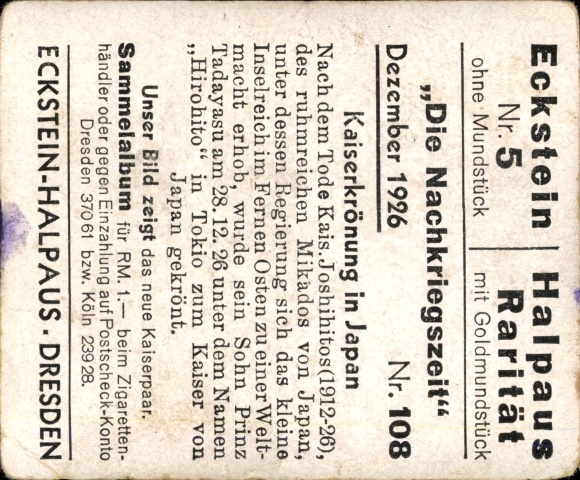 Eckstein | Halpaus
Nr. 5 Rarität
ohne Mundstück | mit Goldmundstück
„Die Nachkriegszeit“
Dezember 1926 Nr. 108
Kaiserkrönung in Japan
Nach dem Tode Kais. Joshihitos (1912-26),
des ruhmreichen Mikados von Japan,
unter dessen Regierung sich das kleine
Inselreich im Fernen Osten zu einer Welt-
macht erhob, wurde sein Sohn Prinz
Tadayasu am 28. 12. 26 unter dem Namen
„Hirohito“ in Tokio zum Kaiser von
Japan gekrönt.
Unser Bild zeigt das neue Kaiserpaar.
Sammelalbum für RM. 1.— beim Zigaretten-
händler oder gegen Einzahlung auf Postscheck-Konto
Dresden 37061 bzw. Köln 23928.
ECKSTEIN-HALPAUS · DRESDEN